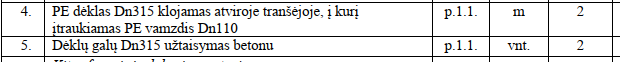 4. PE dėklas Dn315 klojamas atviroje tranšėjoje, į kurį p.1.1. m 2
įtraukiamas PE vamzdis Dn110
5. Dėklų galų Dn315 užtaisymas betonu p.1.1. vnt. 2